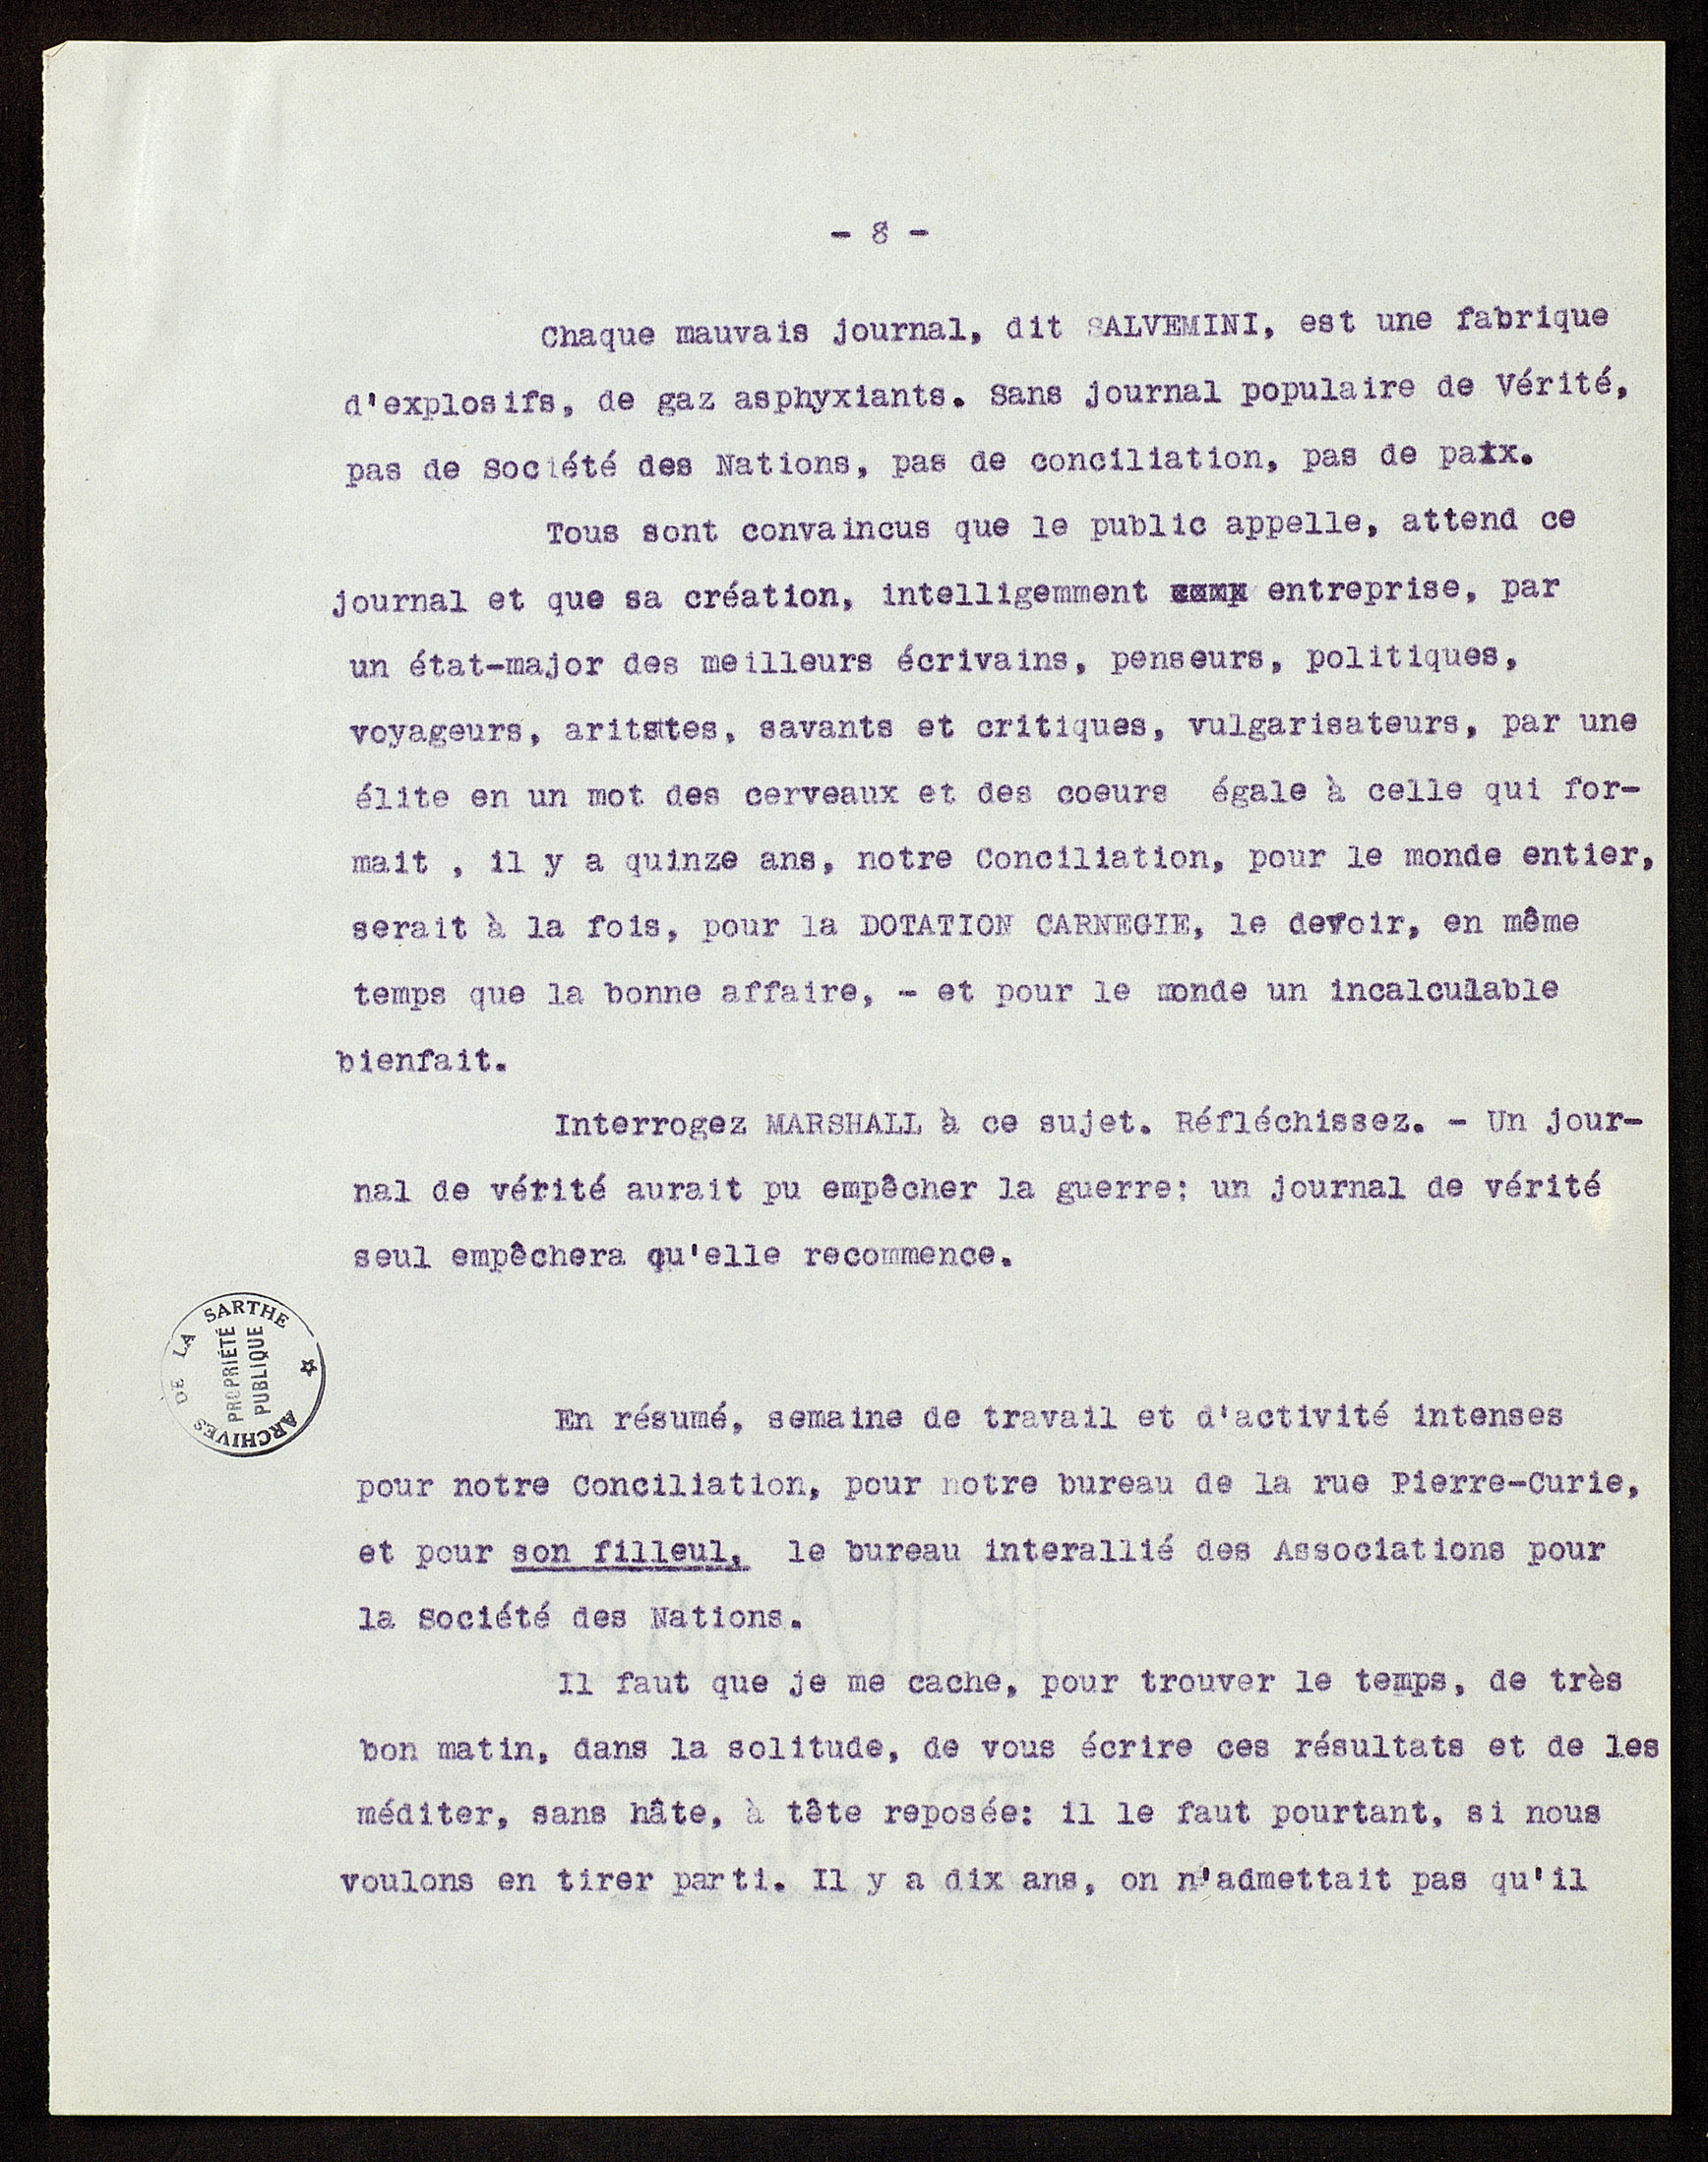 - 8 -
Chaque mauvais journal, dit SALVEMINI, est une fabrique
d'explosifs, de gaz asphyxiants. Sans journal populaire de Vérité,
pas de Société des Nations, pas de conciliation, pas de paix.
Tous sont convaincus que le public appelle, attend ce
journal et que sa création, intelligemment entreprise, par
un état-major des meilleurs écrivains, penseurs, politiques,
voyageurs, aritstes, savants et critiques, vulgarisateurs, par une
élite en un mot des cerveaux et des coeurs égale à celle qui for-
mait , il y a quinze ans, notre Conciliation, pour le monde entier,
serait à la fois, pour la DOTATION CARNEGIE, le devoir, en même
temps que la bonne affaire, - et pour le monde un incalculable
bienfait.
Interrogez MARSHALL à ce sujet. Réfléchissez. - Un jour-
nal de vérité aurait pu empêcher la guerre; un journal de vérité
seul empêchera qu'elle recommence.
ARCHIVES DE LA SARTHE
PROPRIÉTÉ
PUBLIQUE
En résumé, semaine de travail et d'activité intenses
pour notre Conciliation, pour notre bureau de la rue Pierre-Curie,
et pour son filleul, le bureau interallié des Associations pour
la Société des Nations.
Il faut que je me cache, pour trouver le temps, de très
bon matin, dans la solitude, de vous écrire ces résultats et de les
méditer, sans hâte, à tête reposée: il le faut pourtant, si nous
voulons en tirer parti. Il y a dix ans, on n'admettait pas qu'il